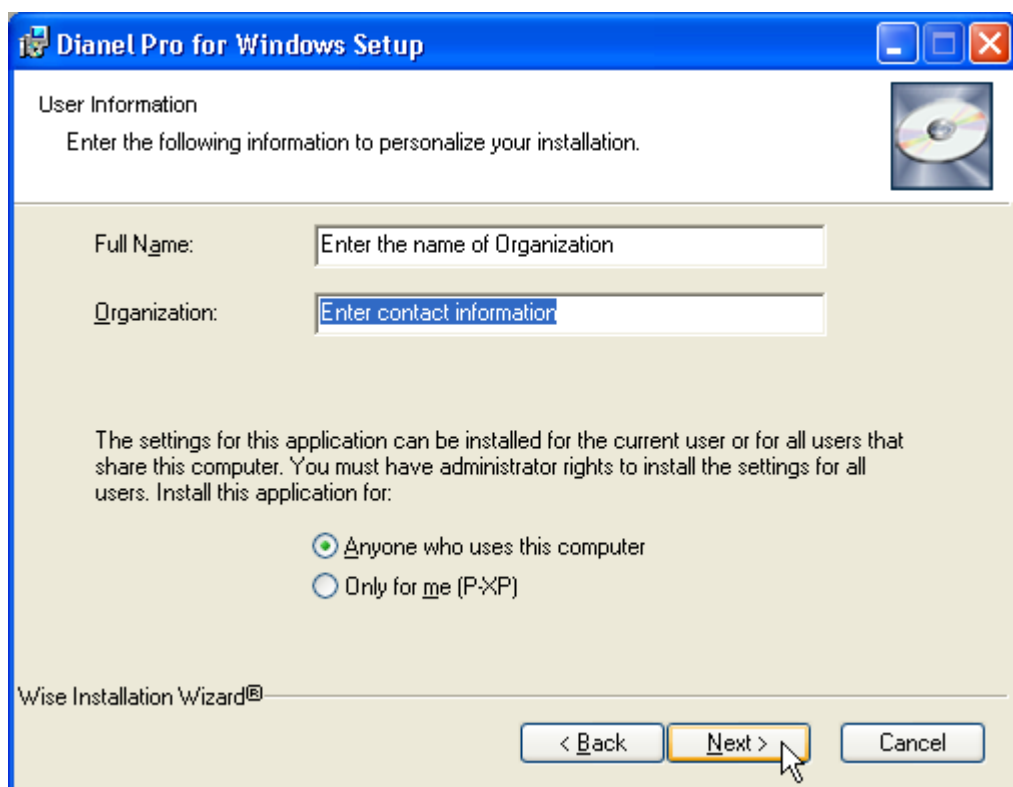 Dianel Pro for Windows Setup
User Information
Enter the following information to personalize your installation.
Full Name:
Enter the name of Organization
Organization:
Enter contact information
The settings for this application can be installed for the current user or for all users that
share this computer. You must have administrator rights to install the settings for all
users. Install this application for:
Anyone who uses this computer
Only for me (P-XP)
Wise Installation Wizard®
< Back
Next >
Cancel